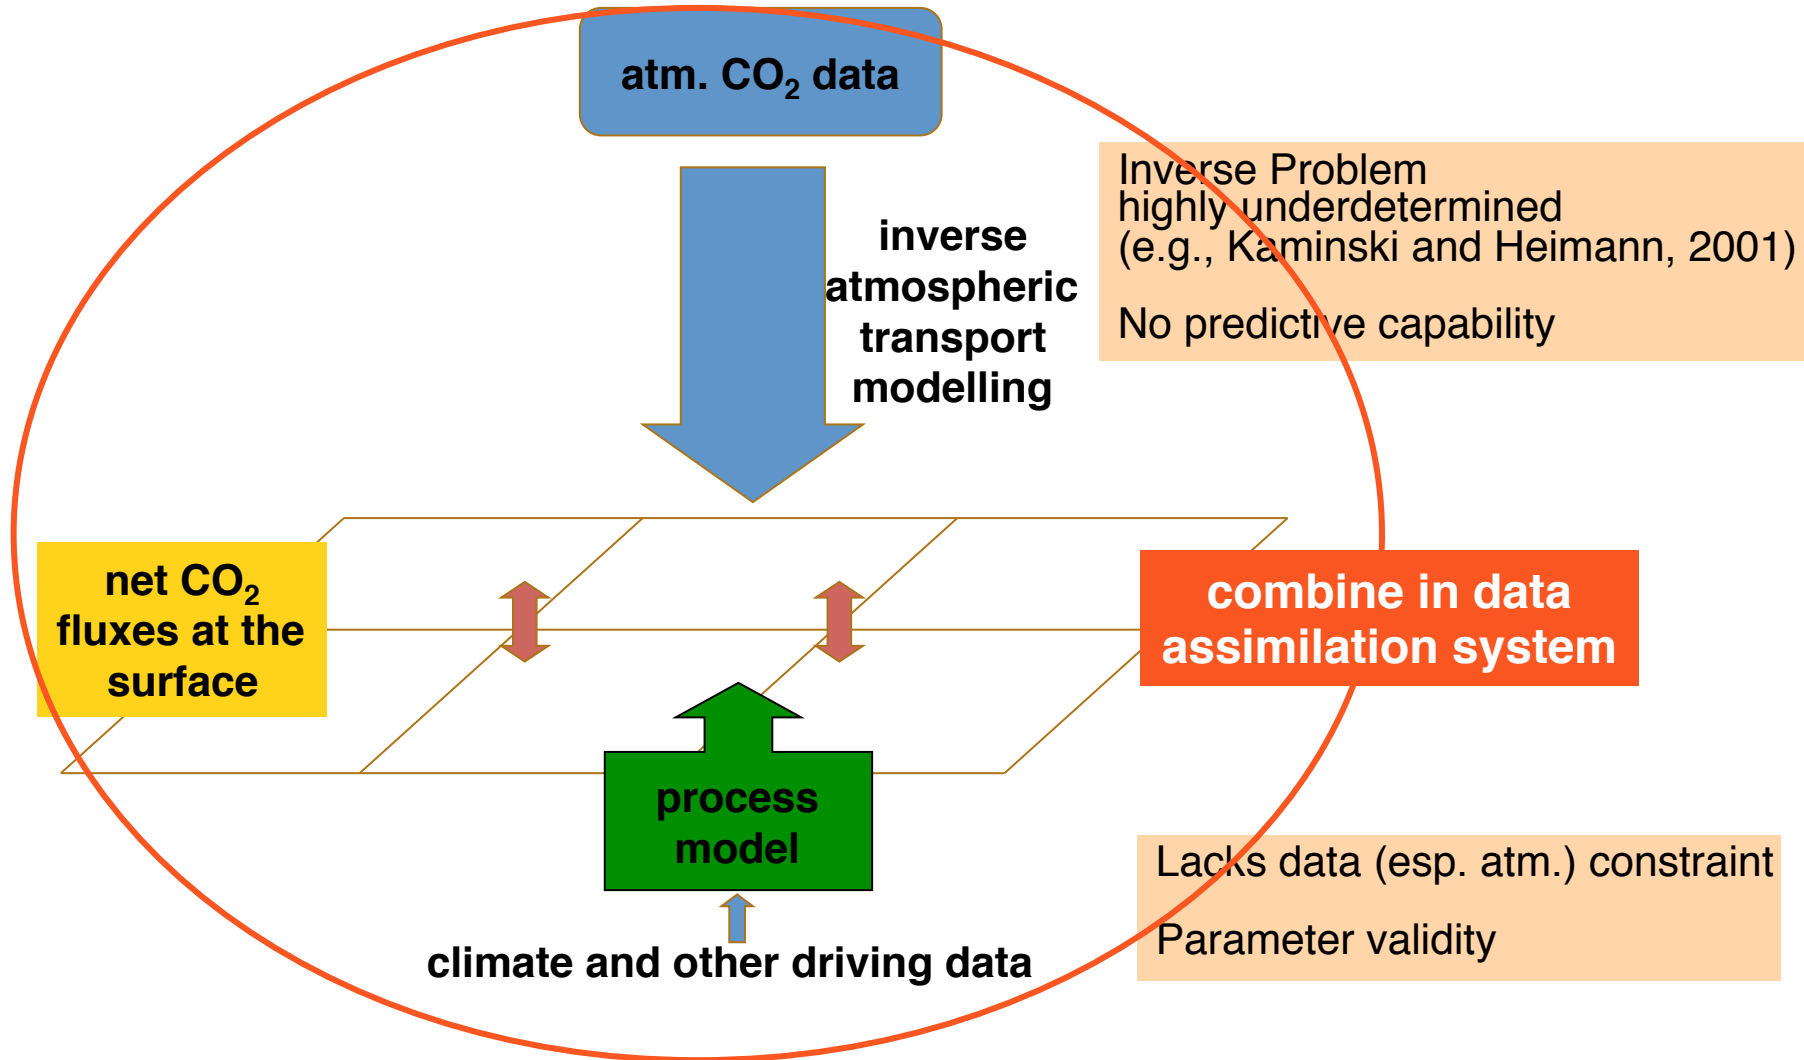 atm. CO₂ data
Inverse Problem
highly underdetermined
(e.g., Kaminski and Heimann, 2001)
No predictive capability
inverse
atmospheric
transport
modelling
net CO₂
fluxes at the
surface
combine in data
assimilation system
process
model
Lacks data (esp. atm.) constraint
Parameter validity
climate and other driving data